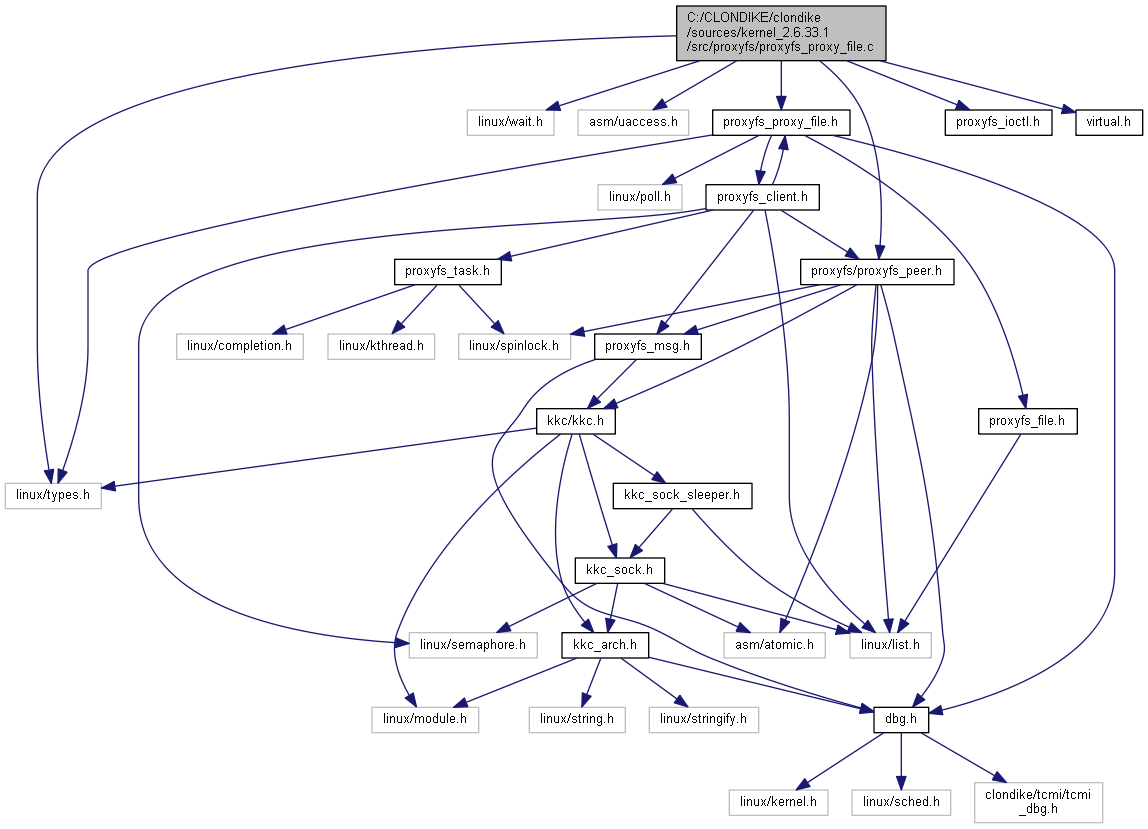 C:/CLONDIKE/clondike
/sources/kernel_2.6.33.1
/src/proxyfs/proxyfs_proxy_file.c
linux/wait.h
asm/uaccess.h
proxyfs_proxy_file.h
proxyfs_ioctl.h
virtual.h
linux/poll.h
proxyfs_client.h
proxyfs_task.h
proxyfs/proxyfs_peer.h
linux/completion.h
linux/kthread.h
linux/spinlock.h
proxyfs_msg.h
kkc/kkc.h
proxyfs_file.h
linux/types.h
kkc_sock_sleeper.h
kkc_sock.h
linux/semaphore.h
kkc_arch.h
asm/atomic.h
linux/list.h
linux/module.h
linux/string.h
linux/stringify.h
dbg.h
linux/kernel.h
linux/sched.h
clondike/tcmi/tcmi
_dbg.h